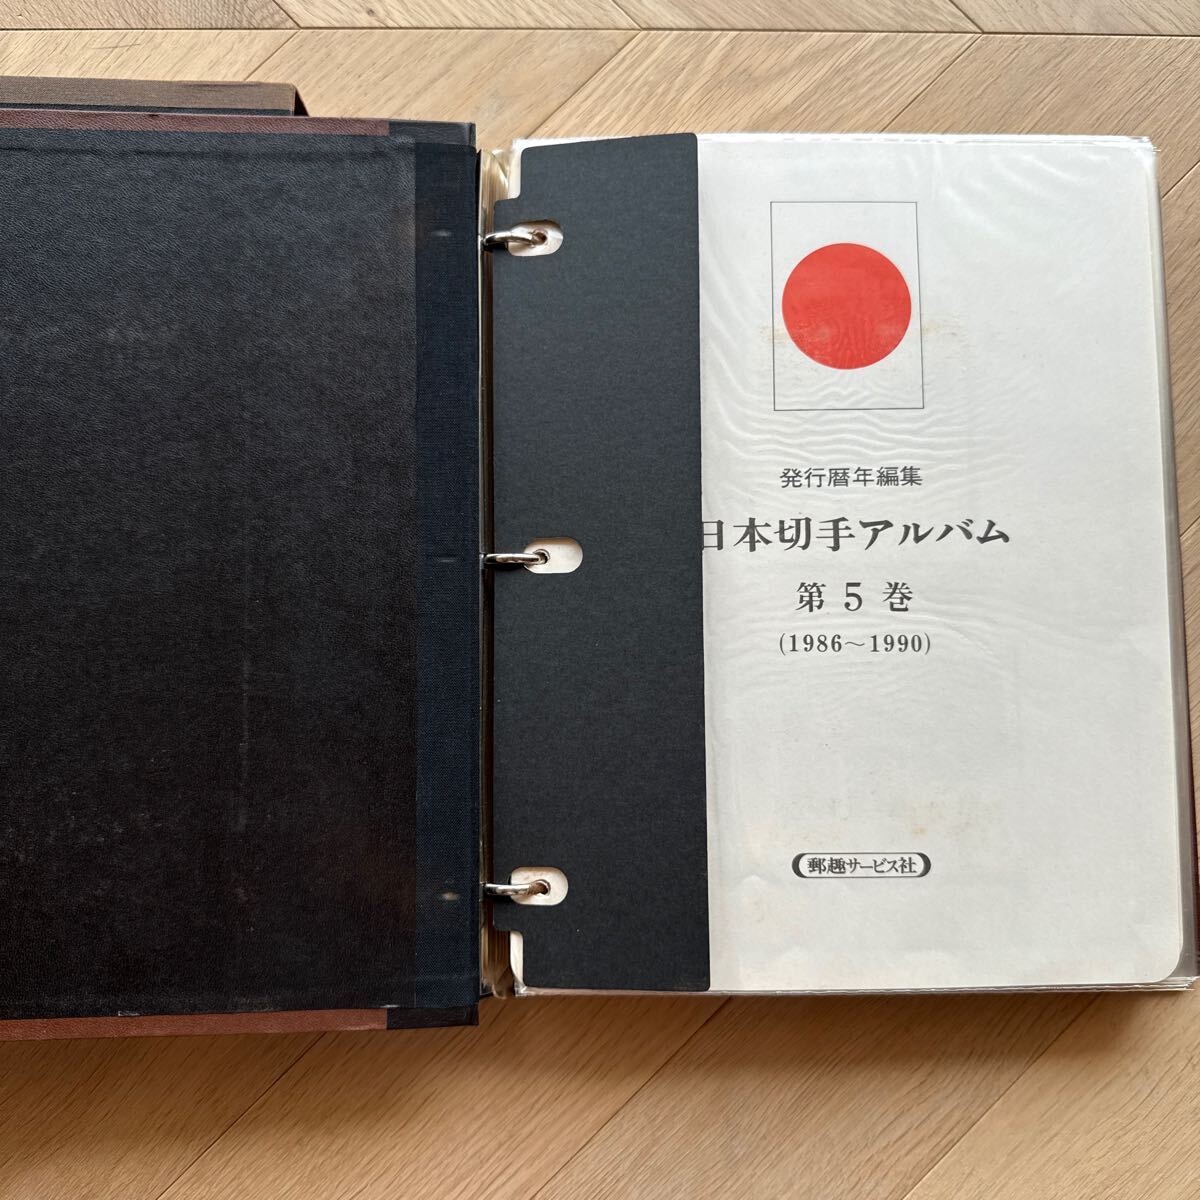 発行暦年編集
日本切手アルバム
第5巻
(1986～1990)
郵趣サービス社